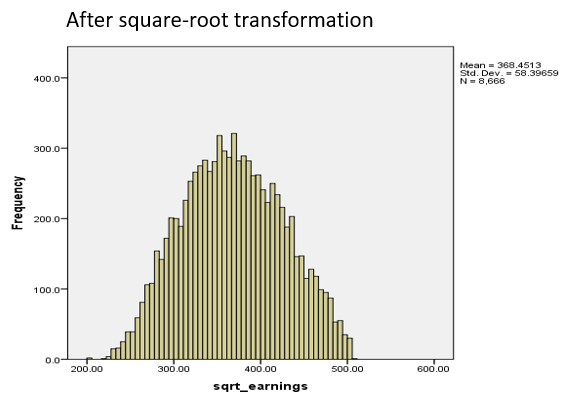 After square-root transformation
Mean = 368.4513
Std. Dev. = 58.39659
N = 8,666
400.0
300.0
200.0
100.0
0.0
Frequency
200.00 300.00 400.00 500.00 600.00
sqrt_earnings